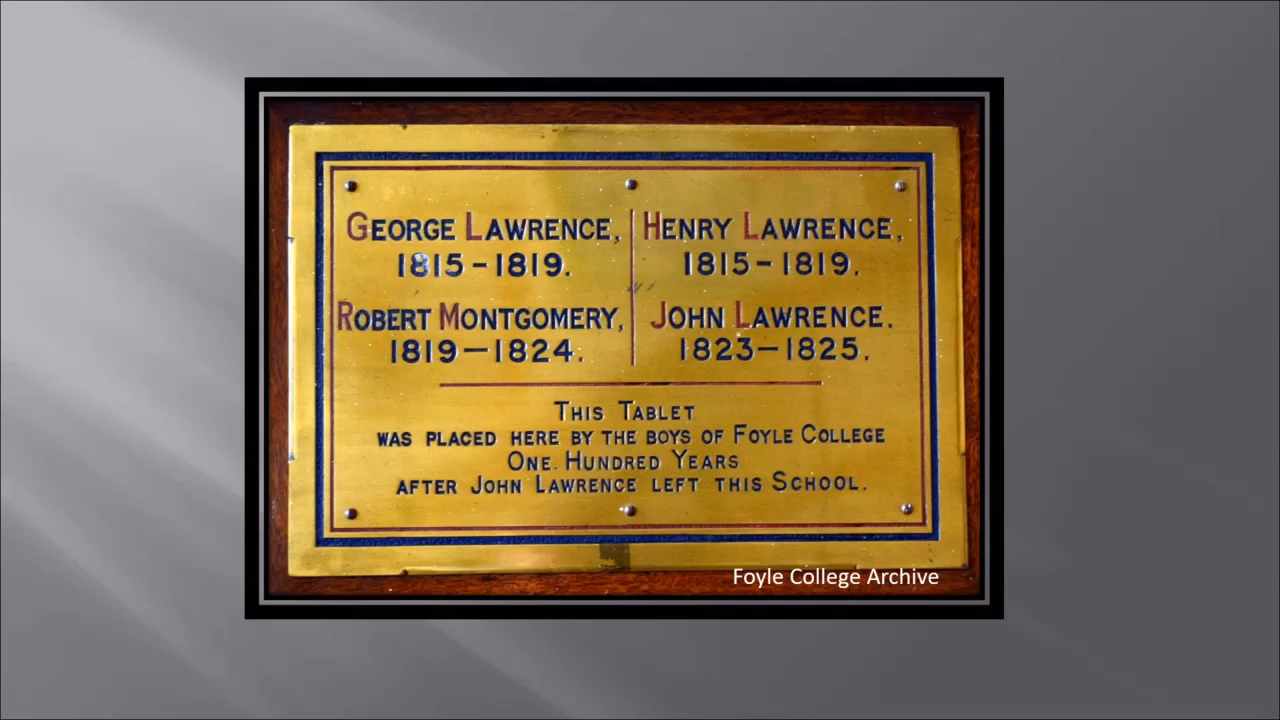 GEORGE LAWRENCE,
1815-1819.
HENRY LAWRENCE,
1815-1819.
ROBERT MONTGOMERY,
1819-1824.
JOHN LAWRENCE.
1823-1825.
THIS TABLET
WAS PLACED HERE BY THE BOYS OF FOYLE COLLEGE
ONE. HUNDRED YEARS
AFTER JOHN LAWRENCE LEFT THIS SCHOOL.
Foyle College Archive